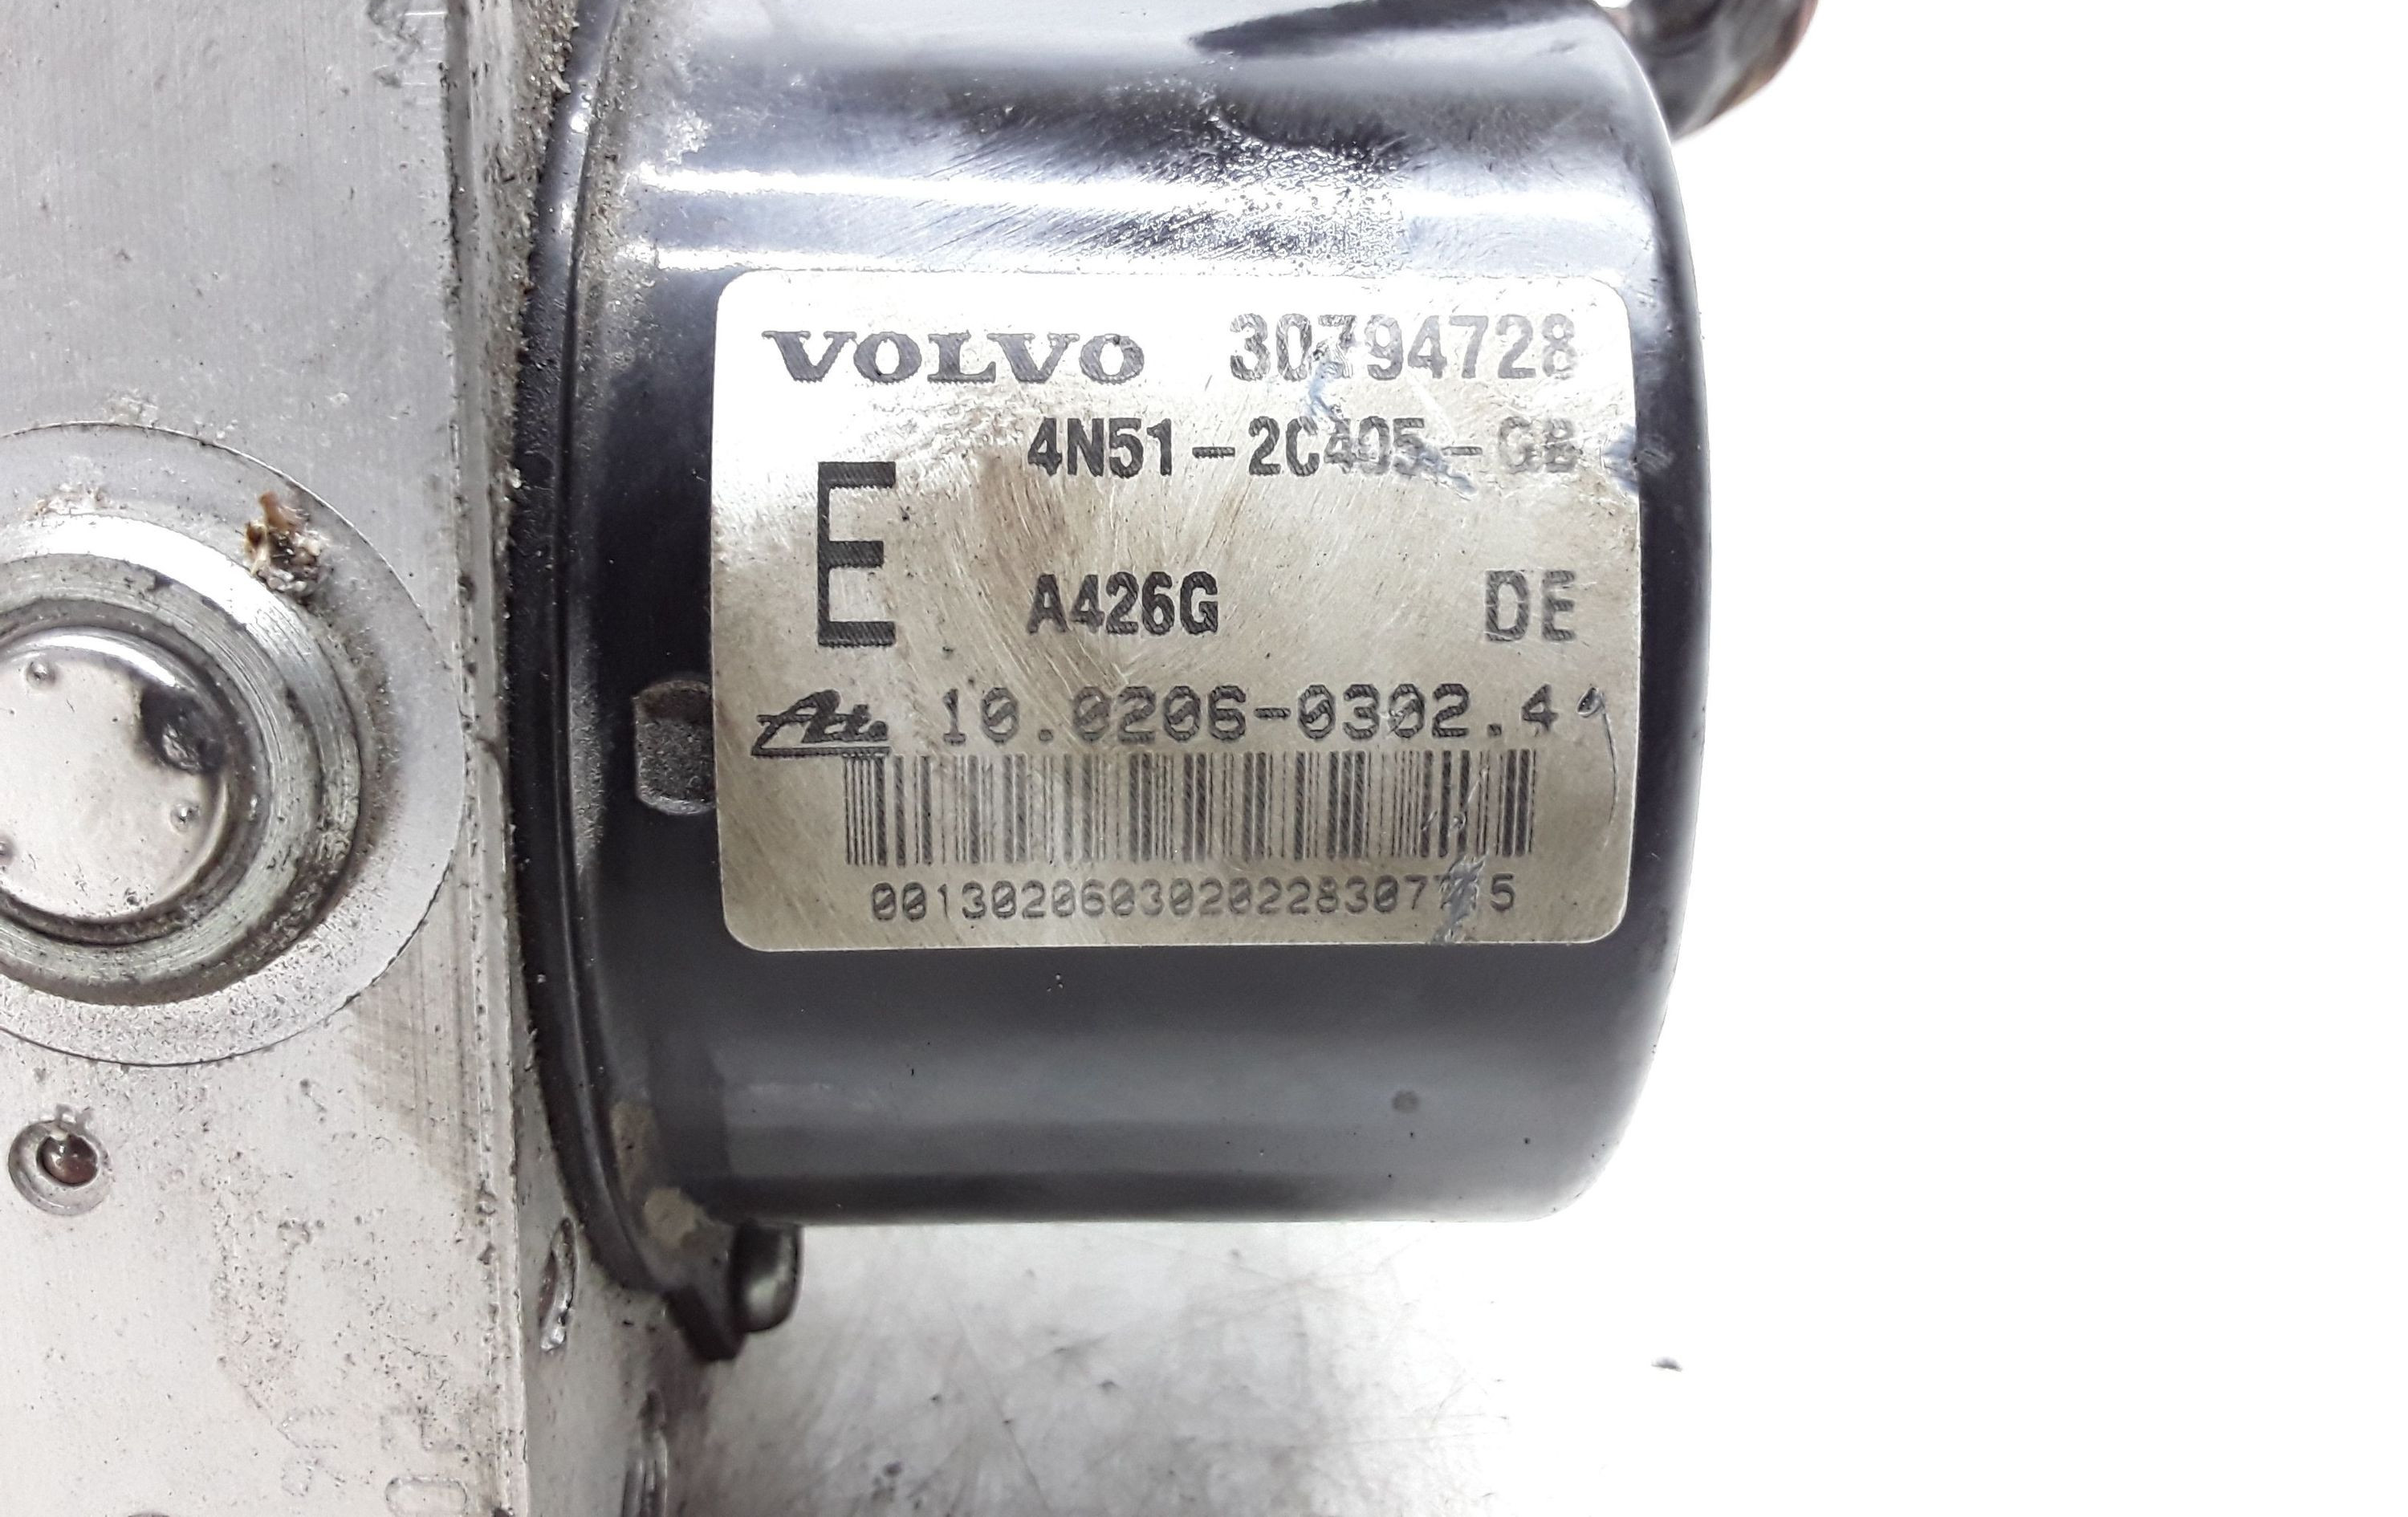 VOLVO 30794728
4N51-2C405-GB
E
A426G DE
Ate 10.0206-0302.4